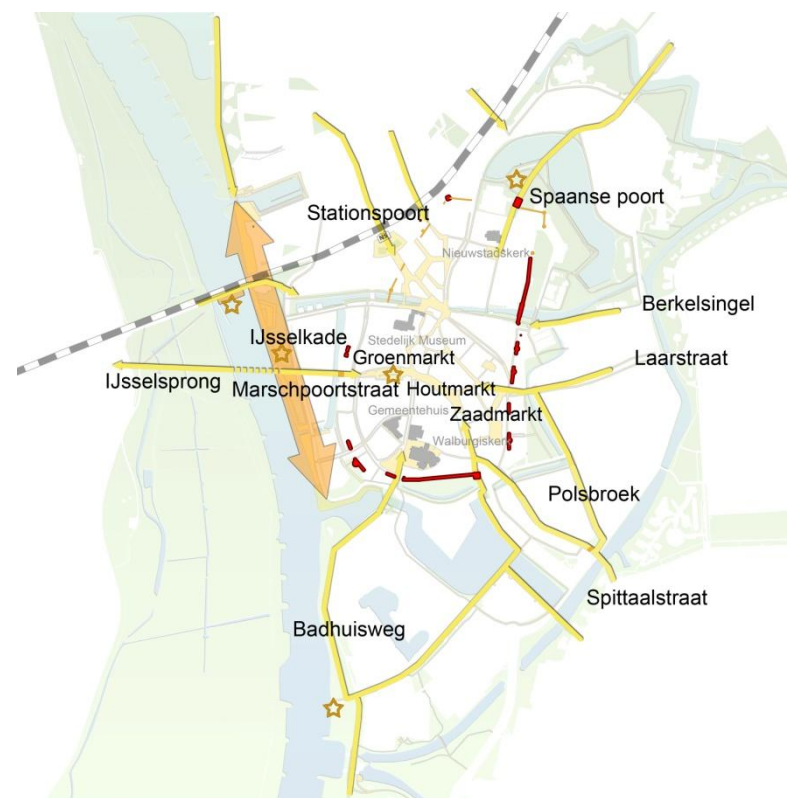 Spaanse poort
Stationspoort
NS
Nieuwstadskerk
Berkelsingel
IJsselkade
Stedelijk Museum
Groenmarkt
Laarstraat
IJsselsprong
Marschpoortstraat
Houtmarkt
Gemeentehuis
Zaadmarkt
Walburgiskerk
Polsbroek
Spittaalstraat
Badhuisweg